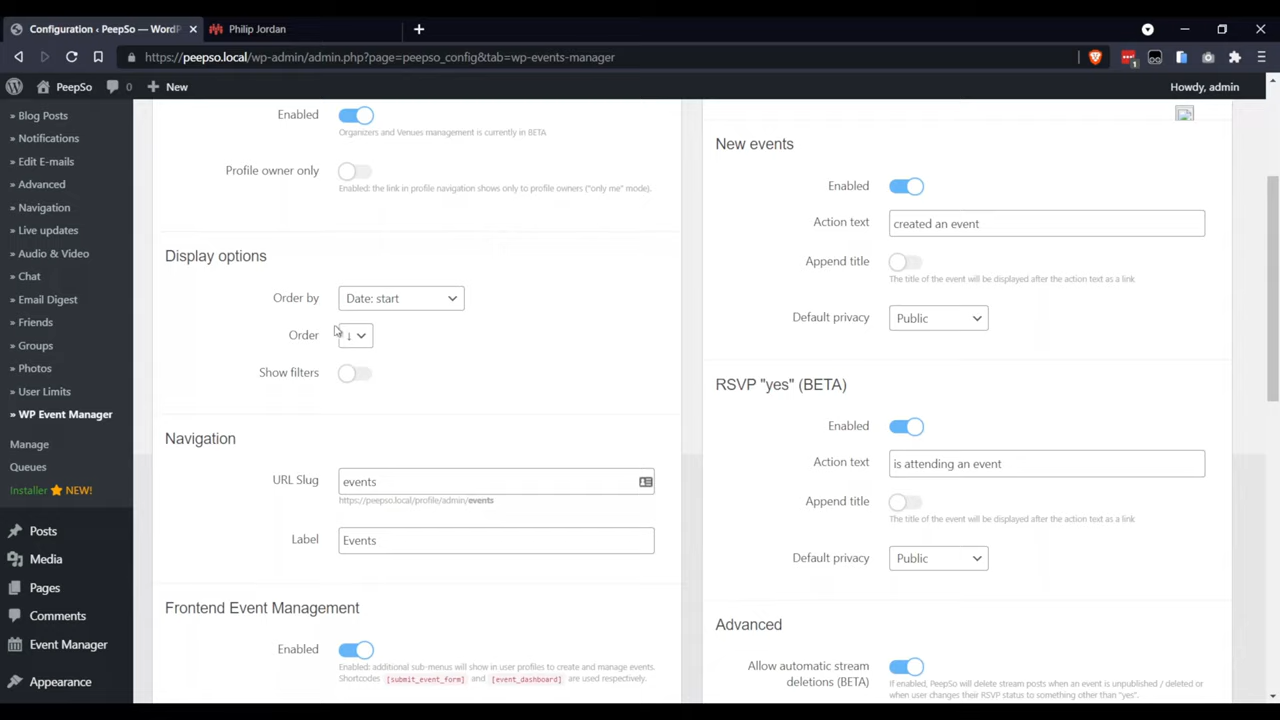 Configuration ‹ PeepSo — WordP
Philip Jordan
https://peepso.local/wp-admin/admin.php?page=peepso_config&tab=wp-events-manager
1
PeepSo
0
New
Howdy, admin
» Blog Posts
» Notifications
» Edit E-mails
» Advanced
» Navigation
» Live updates
» Audio & Video
» Chat
» Email Digest
» Friends
» Groups
» Photos
» User Limits
» WP Event Manager
Manage
Queues
Installer ⭐ NEW!
Posts
Media
Pages
Comments
Event Manager
Appearance
Enabled
Organizers and Venues management is currently in BETA
Profile owner only
Enabled: the link in profile navigation shows only to profile owners ("only me" mode).
Display options
Order by
Date: start
Order
↓
Show filters
Navigation
URL Slug
events
https://peepso.local/profile/admin/events
Label
Events
Frontend Event Management
Enabled
Enabled: additional sub-menus will show in user profiles to create and manage events.
Shortcodes [submit_event_form] and [event_dashboard] are used respectively.
New events
Enabled
Action text
created an event
Append title
The title of the event will be displayed after the action text as a link
Default privacy
Public
RSVP "yes" (BETA)
Enabled
Action text
is attending an event
Append title
The title of the event will be displayed after the action text as a link
Default privacy
Public
Advanced
Allow automatic stream
deletions (BETA)
If enabled, PeepSo will delete stream posts when an event is unpublished / deleted or
when user changes their RSVP status to something other than "yes".